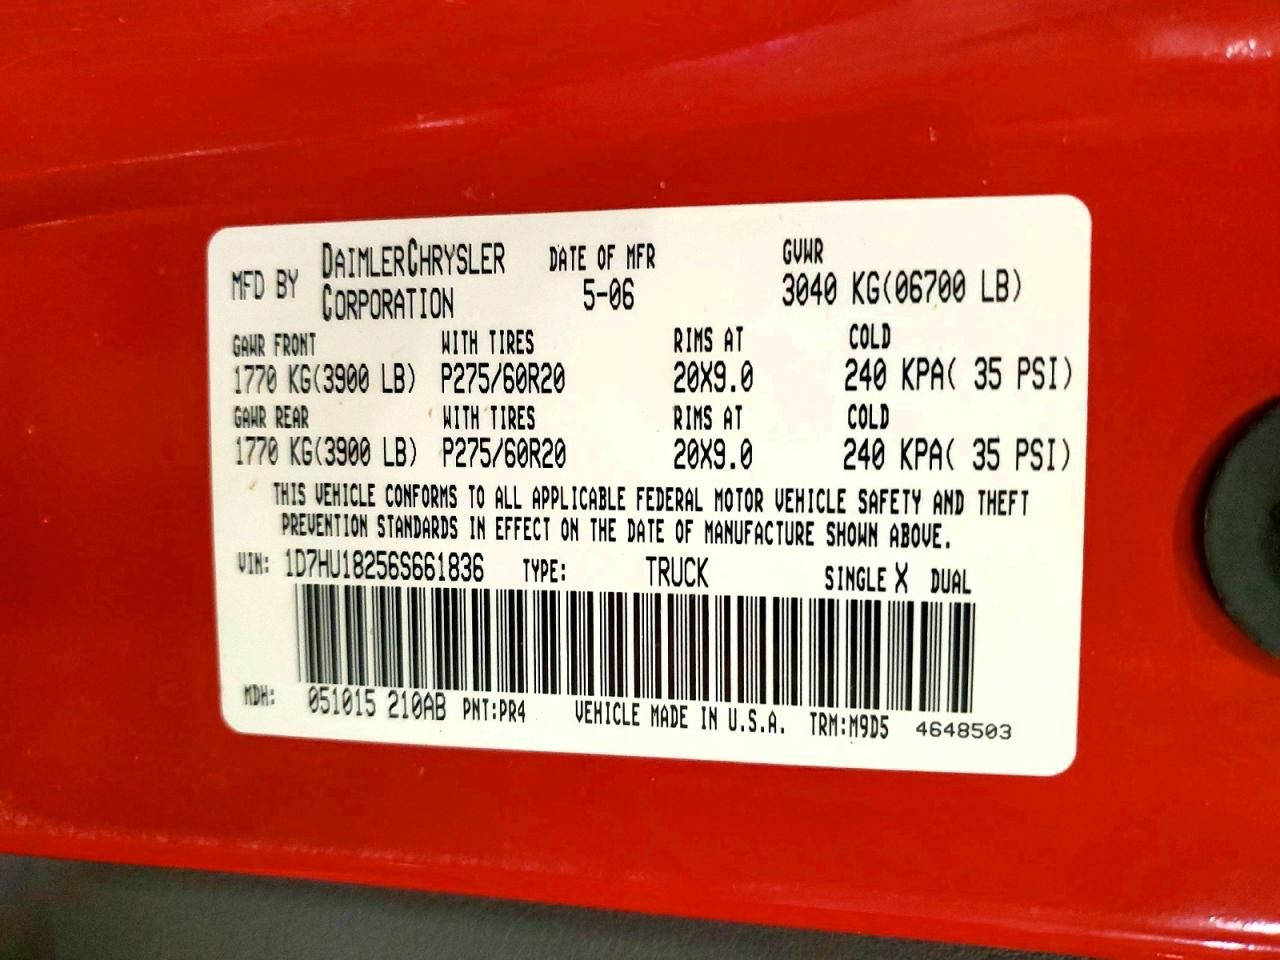 MFD BY DAIMLERCHRYSLER CORPORATION DATE OF MFR 5-06 GVWR 3040 KG(06700 LB)
GAWR FRONT WITH TIRES RIMS AT COLD
1770 KG(3900 LB) P275/60R20 20X9.0 240 KPA( 35 PSI)
GAWR REAR WITH TIRES RIMS AT COLD
1770 KG(3900 LB) P275/60R20 20X9.0 240 KPA( 35 PSI)
THIS VEHICLE CONFORMS TO ALL APPLICABLE FEDERAL MOTOR VEHICLE SAFETY AND THEFT
PREVENTION STANDARDS IN EFFECT ON THE DATE OF MANUFACTURE SHOWN ABOVE.
VIN: 1D7HU18256S661836 TYPE: TRUCK SINGLE X DUAL
MDH: 051015 210AB PNT:PR4 VEHICLE MADE IN U.S.A. TRM:M9D5 4648503